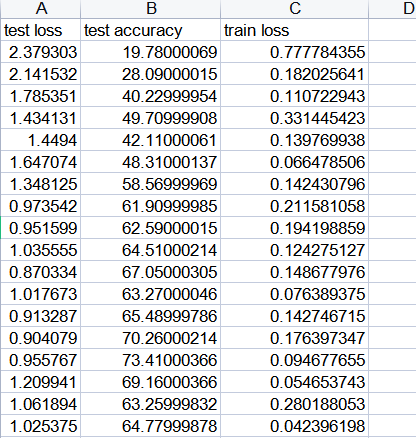 A B C D
test loss test accuracy train loss
2.379303 19.78000069 0.777784355
2.141532 28.09000015 0.182025641
1.785351 40.22999954 0.110722943
1.434131 49.70999908 0.331445423
1.4494 42.11000061 0.139769938
1.647074 48.31000137 0.066478506
1.348125 58.56999969 0.142430796
0.973542 61.90999985 0.211581058
0.951599 62.59000015 0.194198859
1.035555 64.51000214 0.124275127
0.870334 67.05000305 0.148677976
1.017673 63.27000046 0.076389375
0.913287 65.48999786 0.142746715
0.904079 70.26000214 0.176397347
0.955767 73.41000366 0.094677655
1.209941 69.16000366 0.054653743
1.061894 63.25999832 0.280188053
1.025375 64.77999878 0.042396198